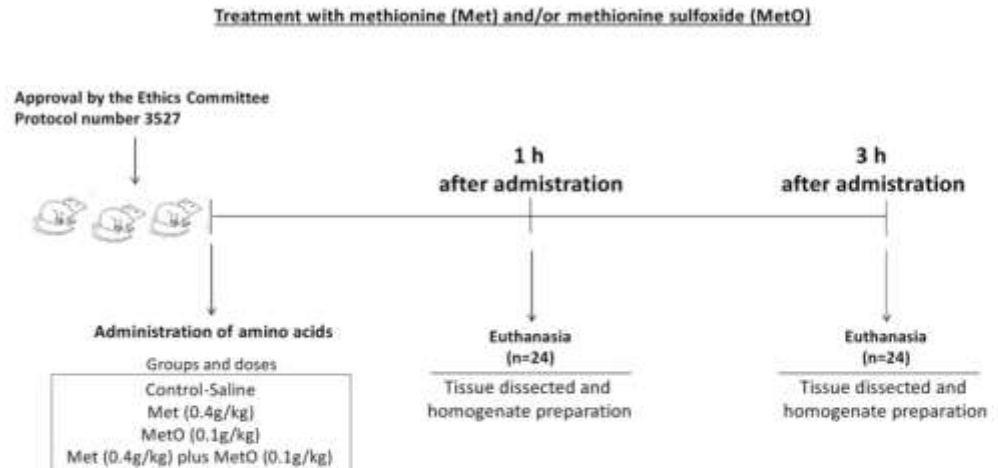 Treatment with methionine (Met) and/or methionine sulfoxide (MetO)
Approval by the Ethics Committee
Protocol number 3527
1 h
after admistration
3 h
after admistration
Administration of amino acids
Groups and doses
Control-Saline
Met (0.4g/kg)
MetO (0.1g/kg)
Met (0.4g/kg) plus MetO (0.1g/kg)
Euthanasia
(n=24)
Tissue dissected and
homogenate preparation
Euthanasia
(n=24)
Tissue dissected and
homogenate preparation